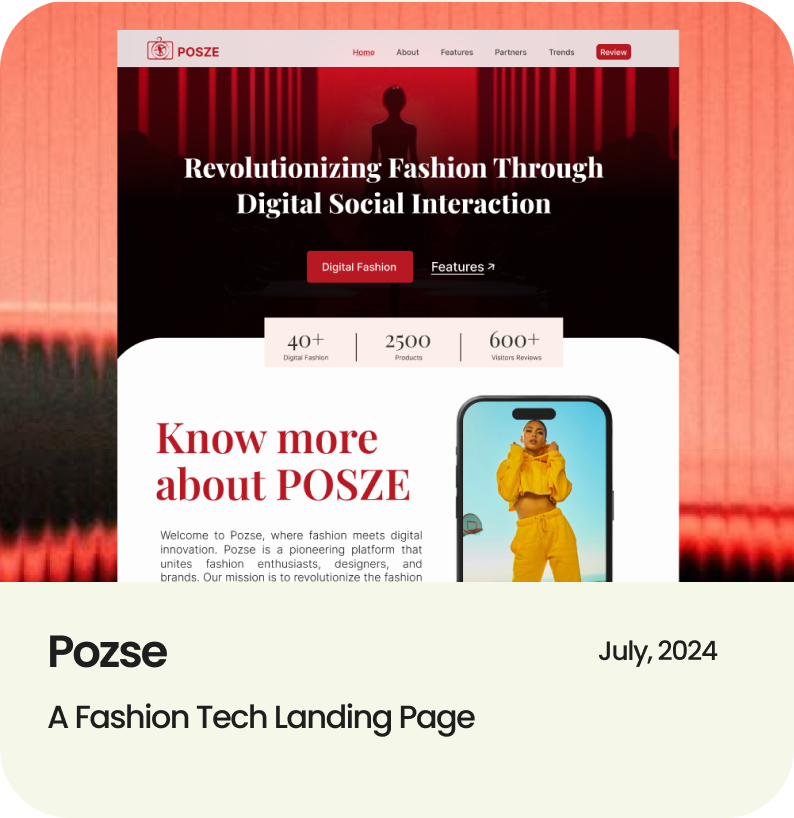 POSZE
Home About Features Partners Trends Review
Revolutionizing Fashion Through
Digital Social Interaction
Digital Fashion Features
40+ 2500 600+
Digital Fashion Products Visitors Reviews
Know more
about POSZE
Welcome to Pozse, where fashion meets digital
innovation. Pozse is a pioneering platform that
unites fashion enthusiasts, designers, and
brands. Our mission is to revolutionize the fashion
Pozse
July, 2024
A Fashion Tech Landing Page